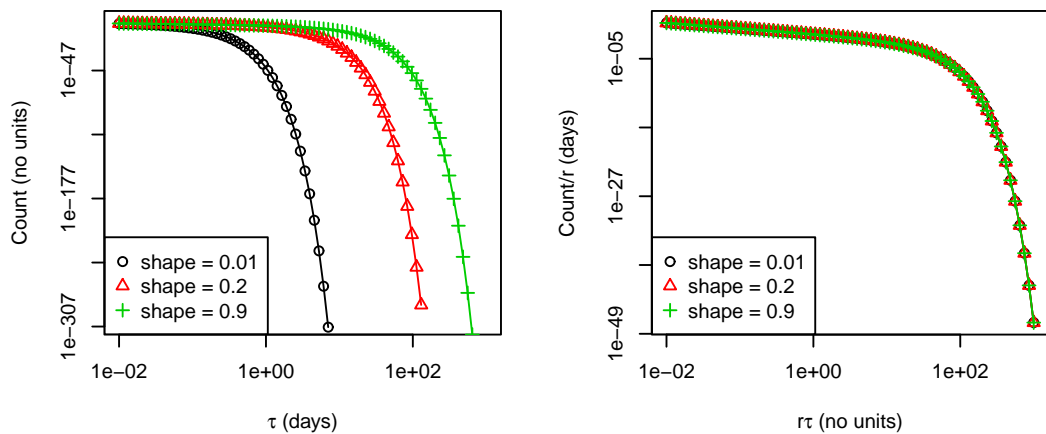 Count (no units)
1e-47
1e-177
1e-307
shape = 0.01
shape = 0.2
shape = 0.9
1e-02
1e+00
1e+02
τ (days)
Count/r (days)
1e-05
1e-27
1e-49
shape = 0.01
shape = 0.2
shape = 0.9
1e-02
1e+00
1e+02
rτ (no units)